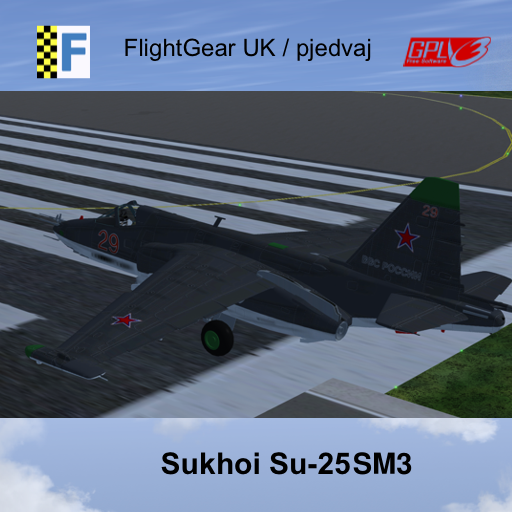 F
FlightGear UK / pjedvaj
GPL v3
Free Software
29
29
ВВС РОССИИ
Sukhoi Su-25SM3